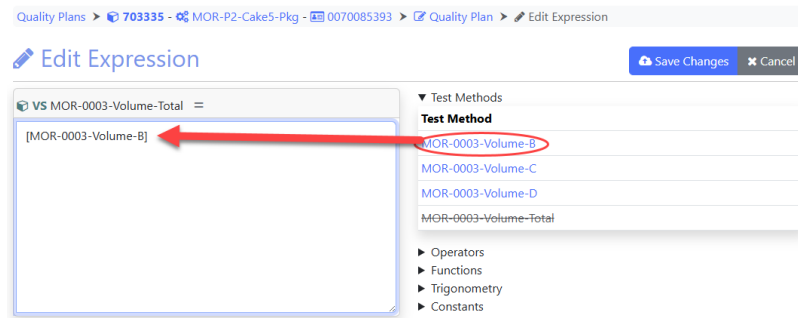 Quality Plans > 703335 - MOR-P2-Cake5-Pkg - 0070085393 > Quality Plan > Edit Expression
Edit Expression
Save Changes
Cancel
VS MOR-0003-Volume-Total =
[MOR-0003-Volume-B]
Test Methods
Test Method
MOR-0003-Volume-B
MOR-0003-Volume-C
MOR-0003-Volume-D
MOR-0003-Volume-Total
Operators
Functions
Trigonometry
Constants